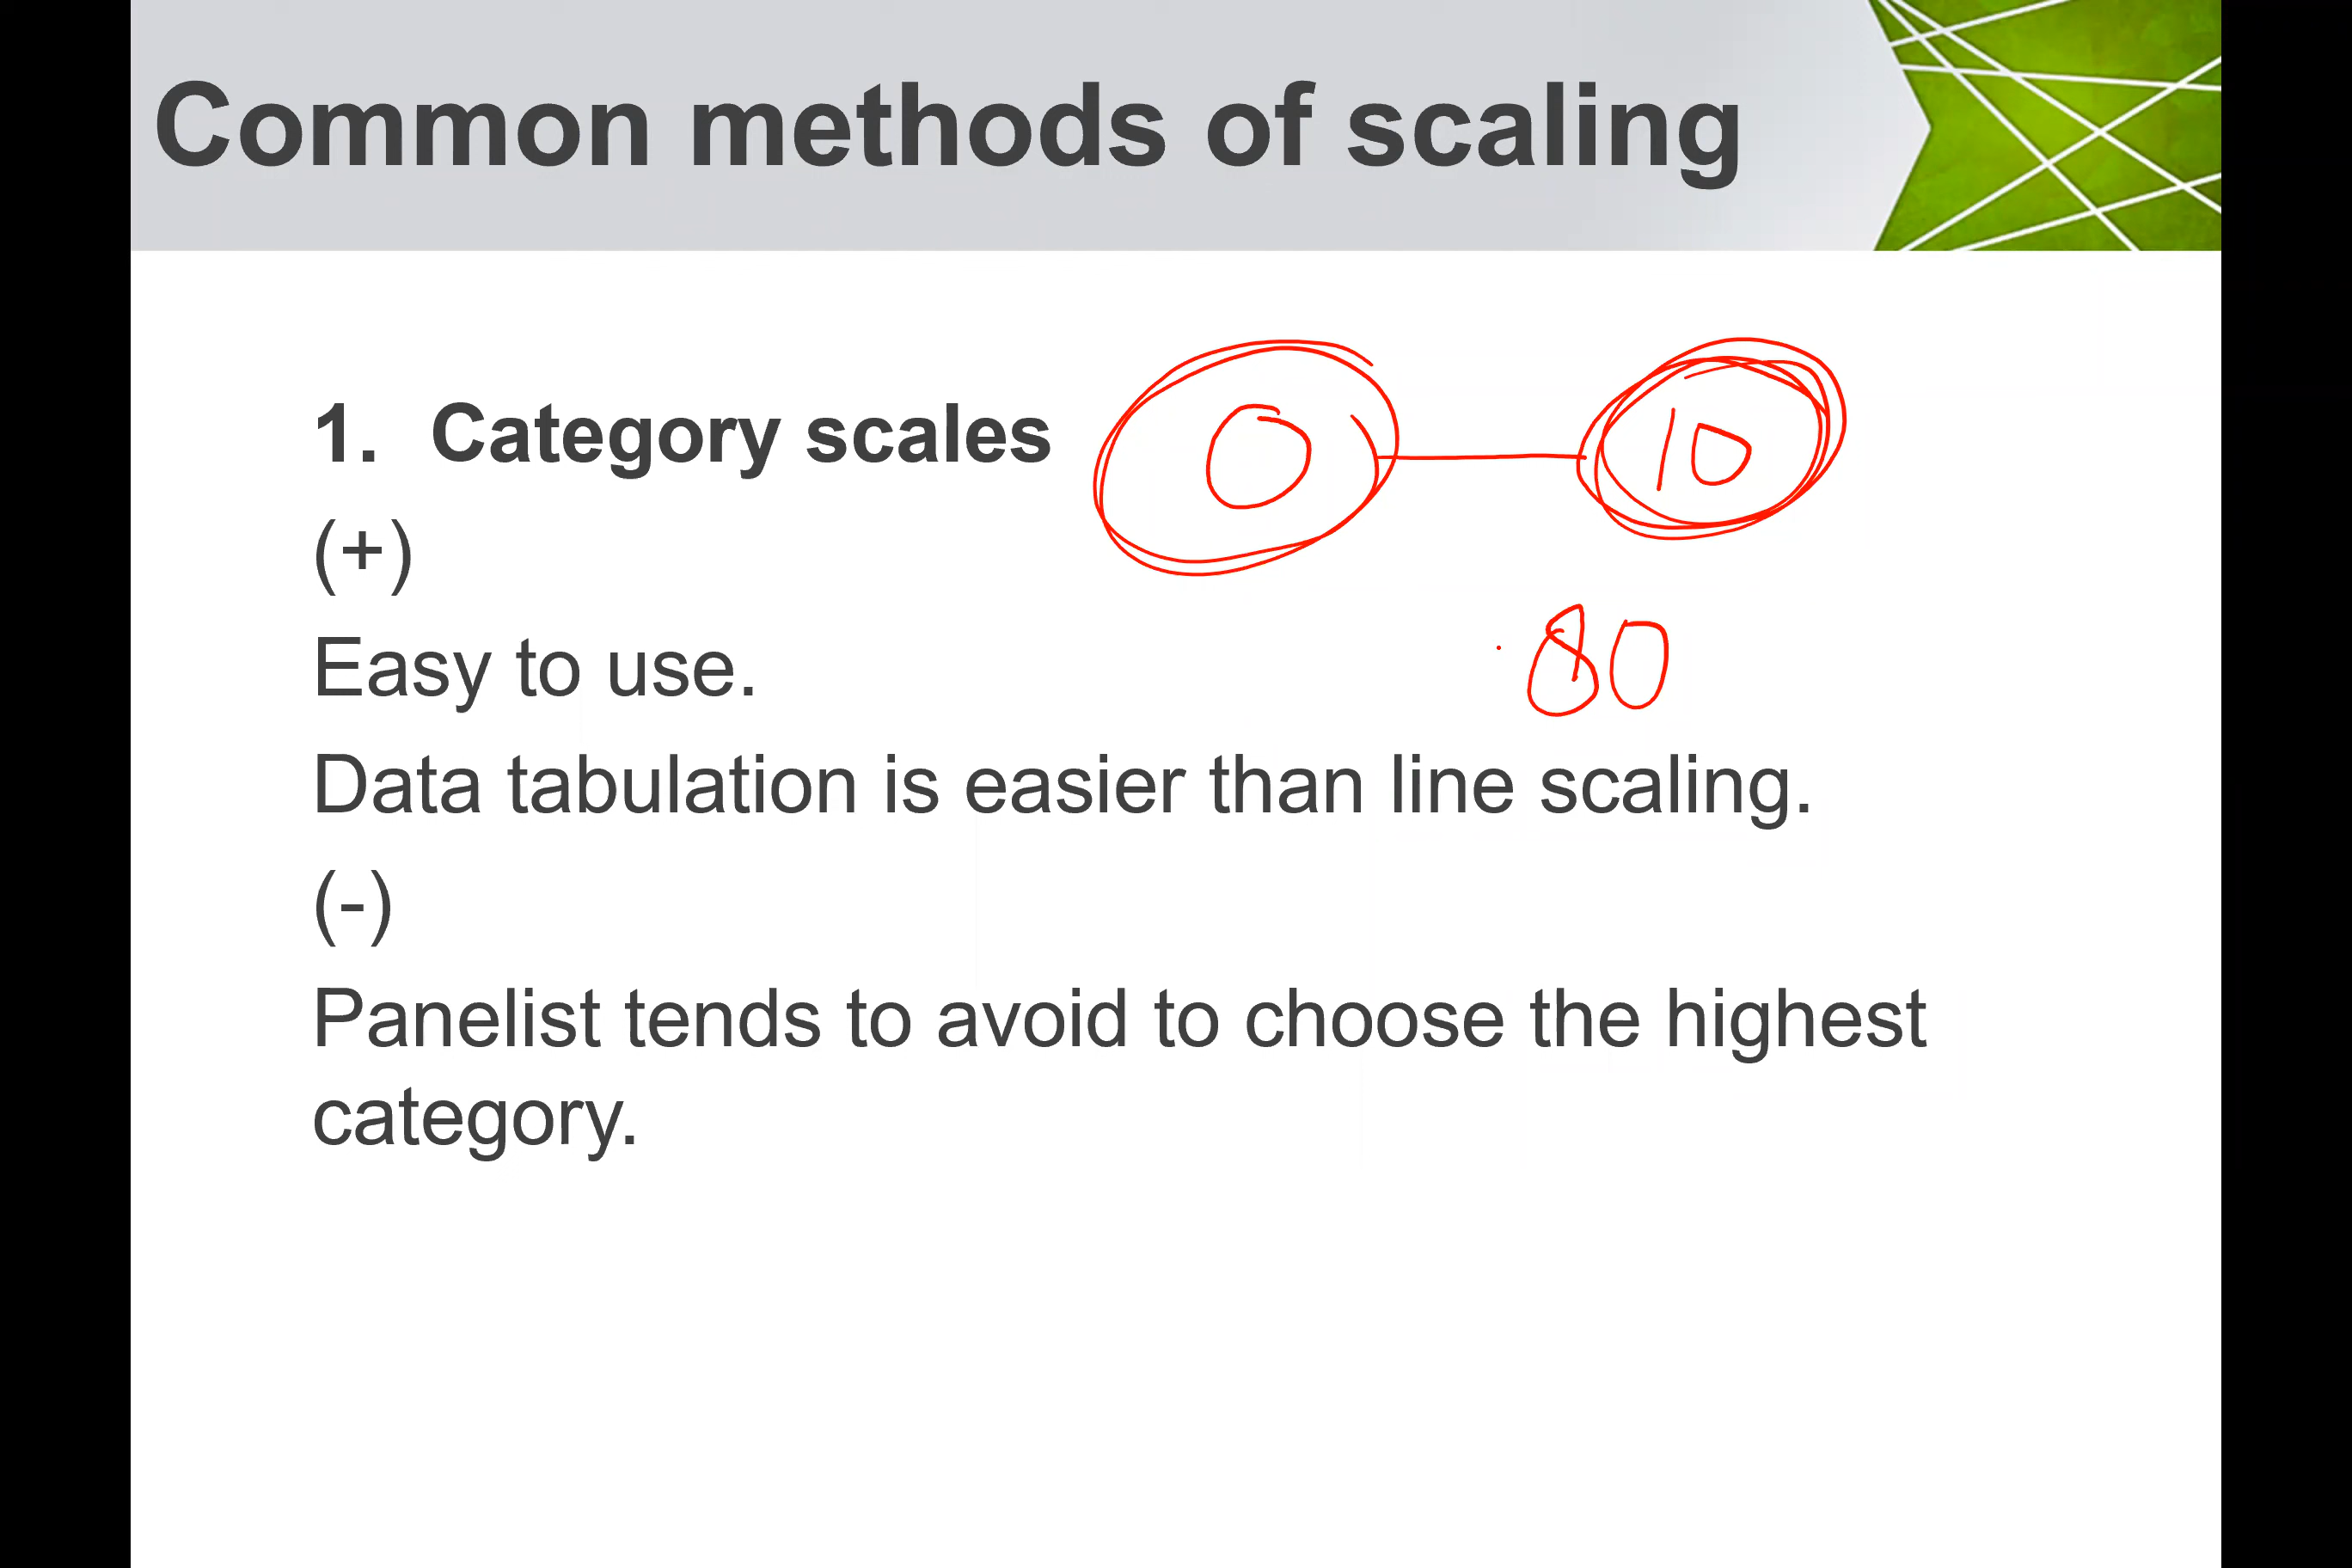 Common methods of scaling
1. Category scales 0 10
(+)
80
Easy to use.
Data tabulation is easier than line scaling.
(-)
Panelist tends to avoid to choose the highest
category.